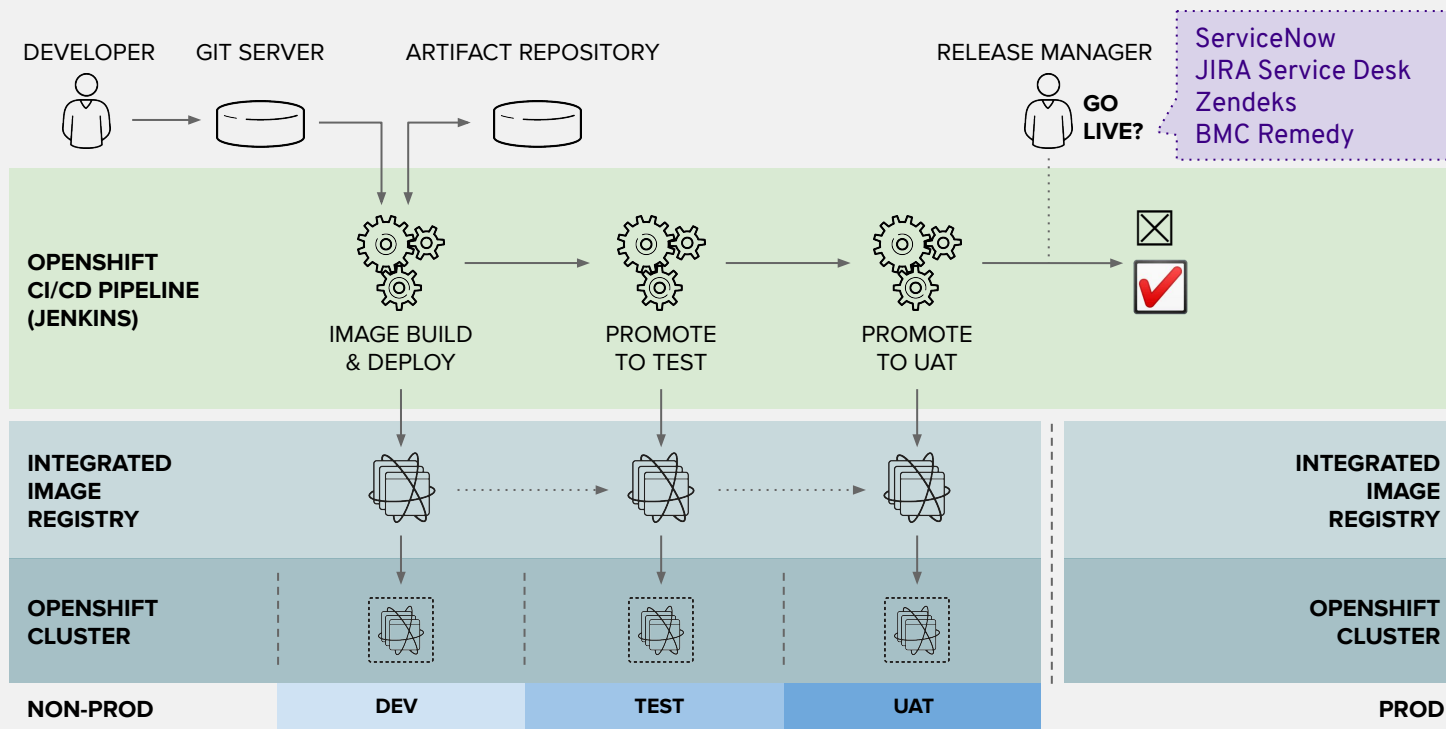 DEVELOPER
GIT SERVER
ARTIFACT REPOSITORY
RELEASE MANAGER
GO
LIVE?
ServiceNow
JIRA Service Desk
Zendeks
BMC Remedy
OPENSHIFT
CI/CD PIPELINE
(JENKINS)
IMAGE BUILD
& DEPLOY
PROMOTE
TO TEST
PROMOTE
TO UAT
INTEGRATED
IMAGE
REGISTRY
INTEGRATED
IMAGE
REGISTRY
OPENSHIFT
CLUSTER
OPENSHIFT
CLUSTER
NON-PROD
DEV
TEST
UAT
PROD